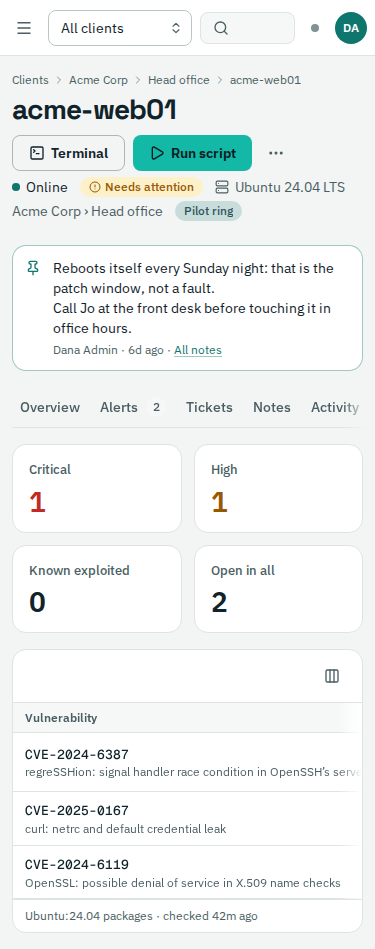 All clients
DA
Clients > Acme Corp > Head office > acme-web01
acme-web01
Terminal
Run script
Online
Needs attention
Ubuntu 24.04 LTS
Acme Corp › Head office
Pilot ring
Reboots itself every Sunday night: that is the
patch window, not a fault.
Call Jo at the front desk before touching it in
office hours.
Dana Admin · 6d ago · All notes
Overview Alerts 2 Tickets Notes Activity
Critical
1
High
1
Known exploited
0
Open in all
2
Vulnerability
CVE-2024-6387
regreSSHion: signal handler race condition in OpenSSH's serve
CVE-2025-0167
curl: netrc and default credential leak
CVE-2024-6119
OpenSSL: possible denial of service in X.509 name checks
Ubuntu:24.04 packages · checked 42m ago